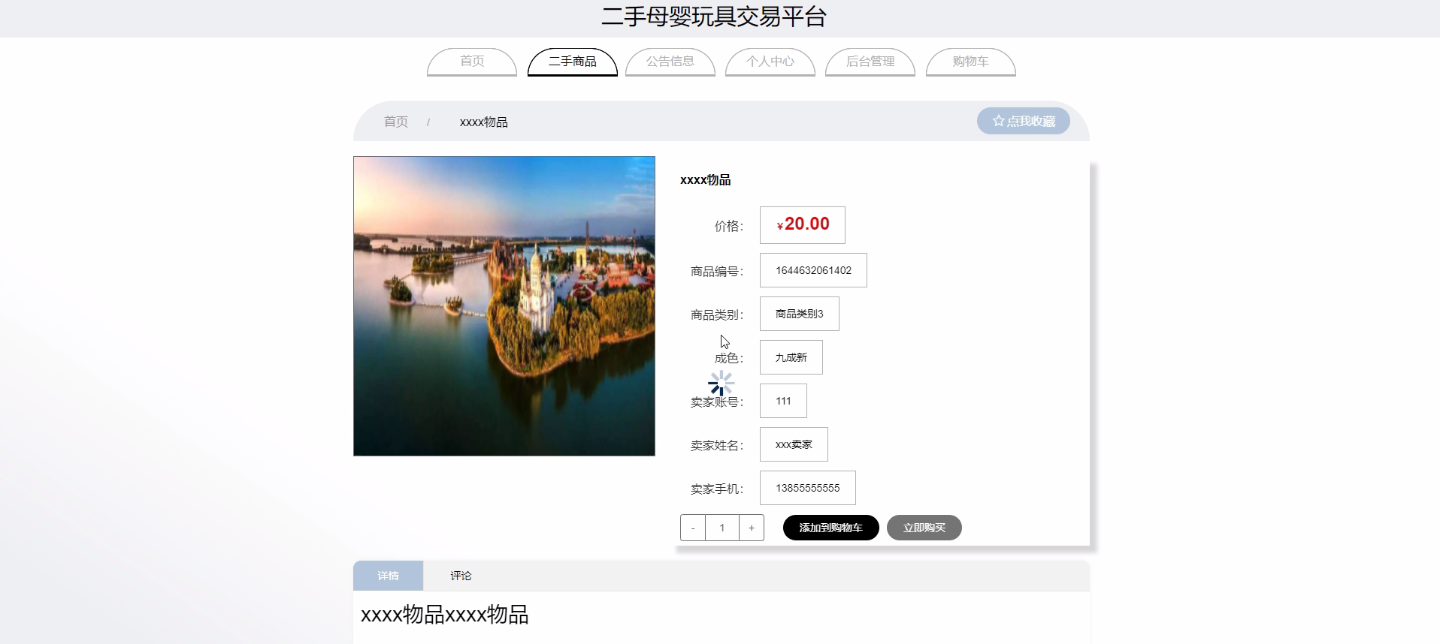 二手母婴玩具交易平台
首页 二手商品 公告信息 个人中心 后台管理 购物车
首页 / xxxx物品 ☆ 点我收藏
xxxx物品
价格： ¥20.00
商品编号： 1644632061402
商品类别： 商品类别3
成色： 九成新
卖家账号： 111
卖家姓名： xxx卖家
卖家手机： 13855555555
- 1 + 添加到购物车 立即购买
详情 评论
xxxx物品xxxx物品